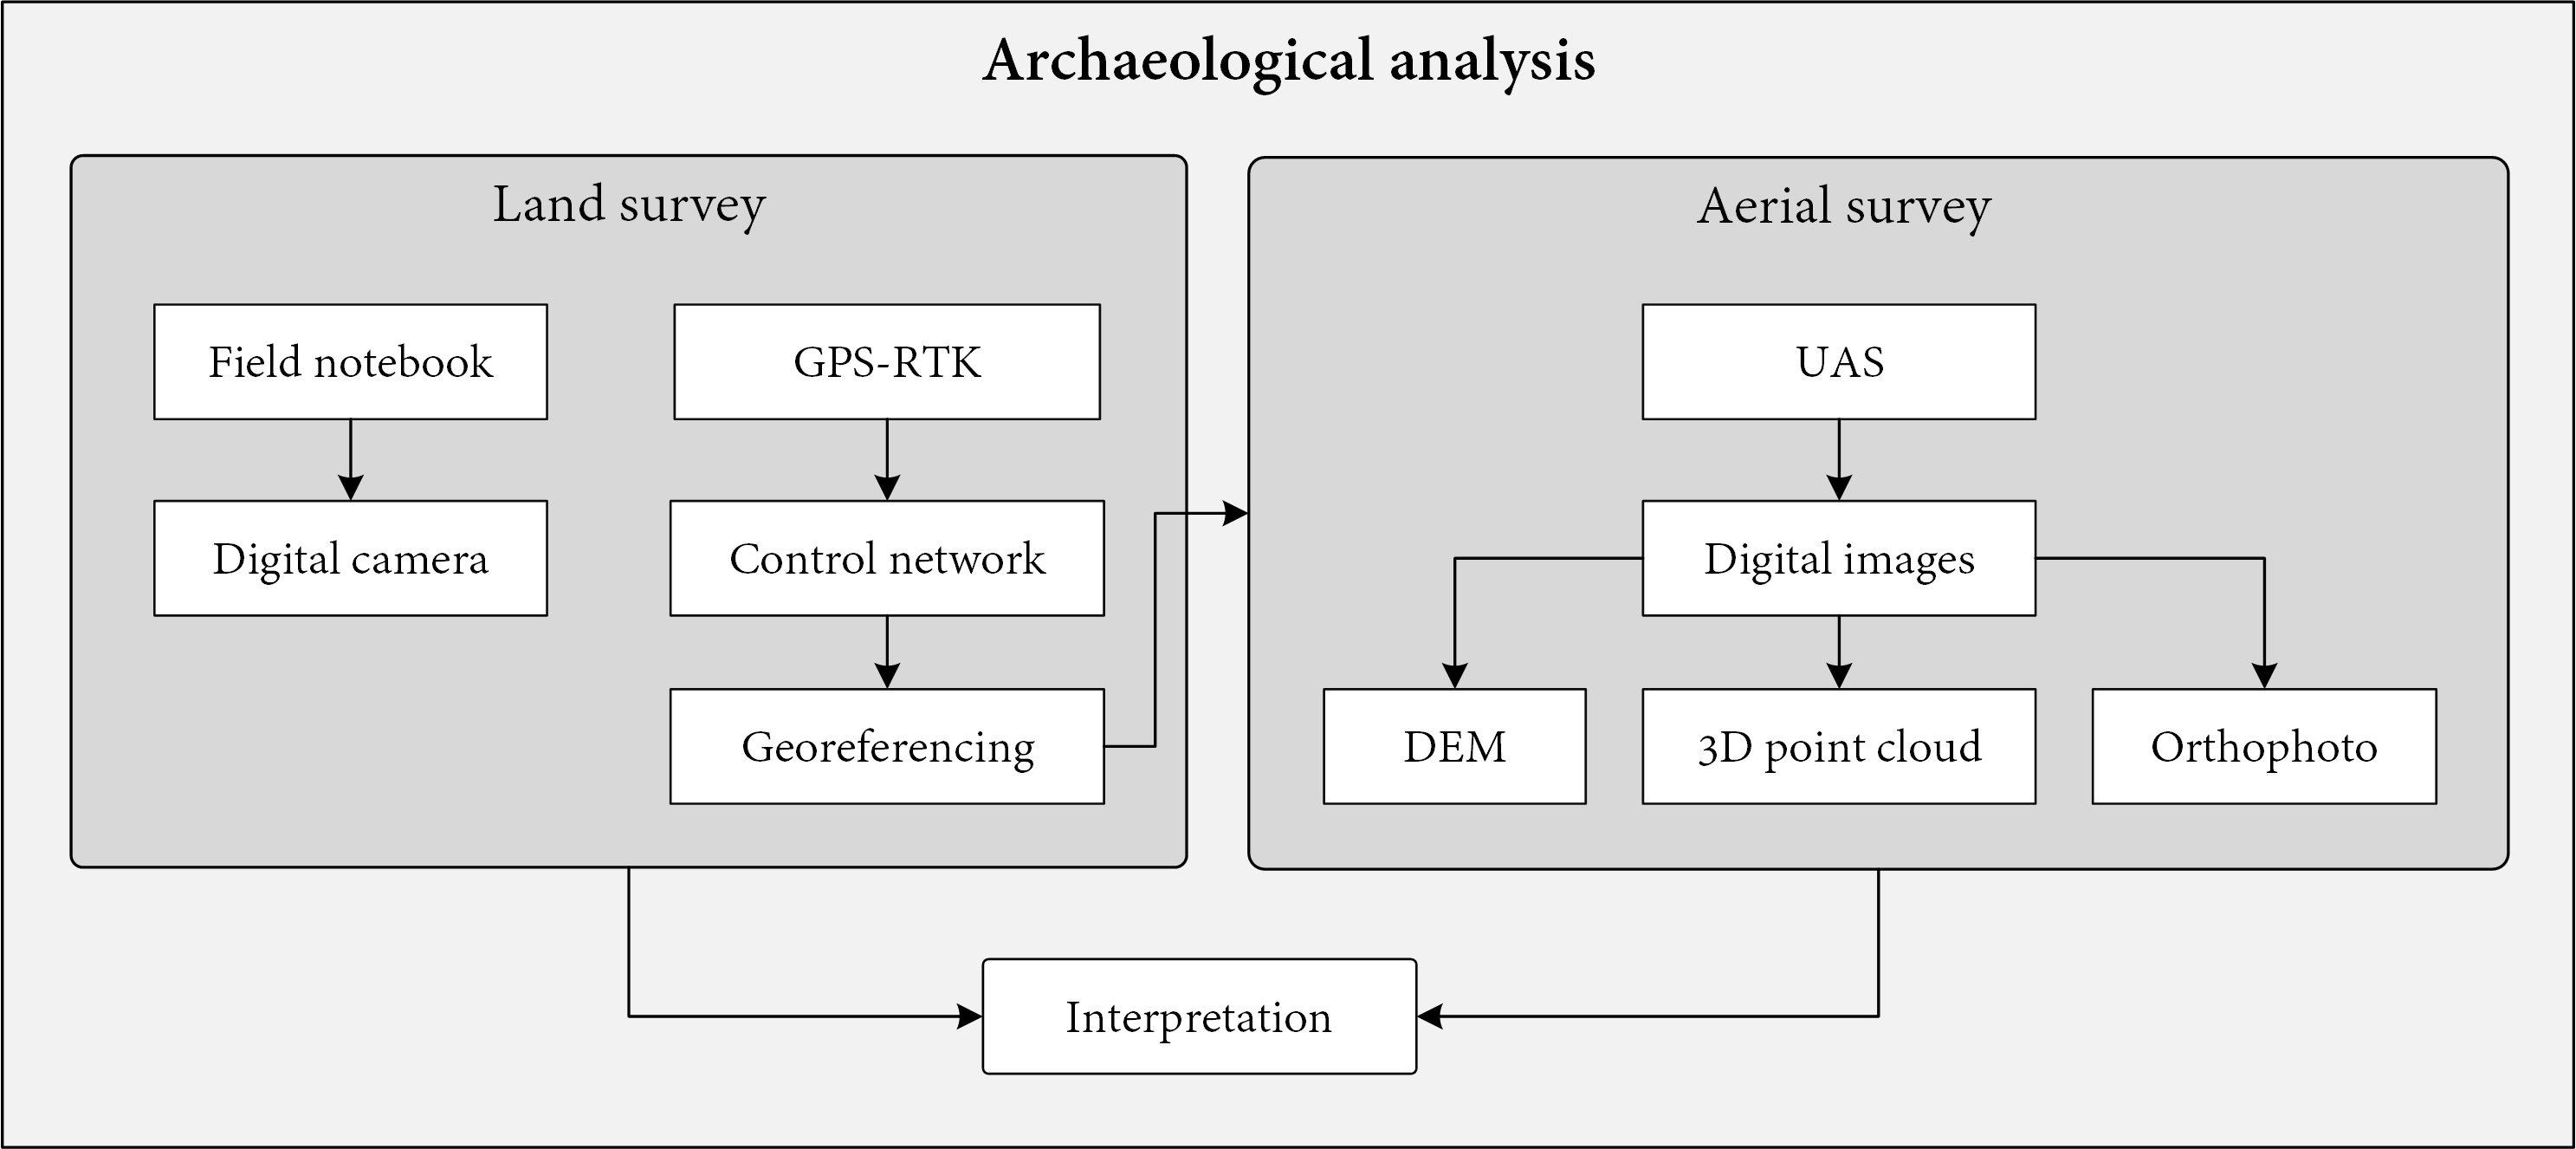 Archaeological analysis
Land survey
Field notebook
GPS-RTK
Digital camera
Control network
Georeferencing
Aerial survey
UAS
Digital images
DEM
3D point cloud
Orthophoto
Interpretation